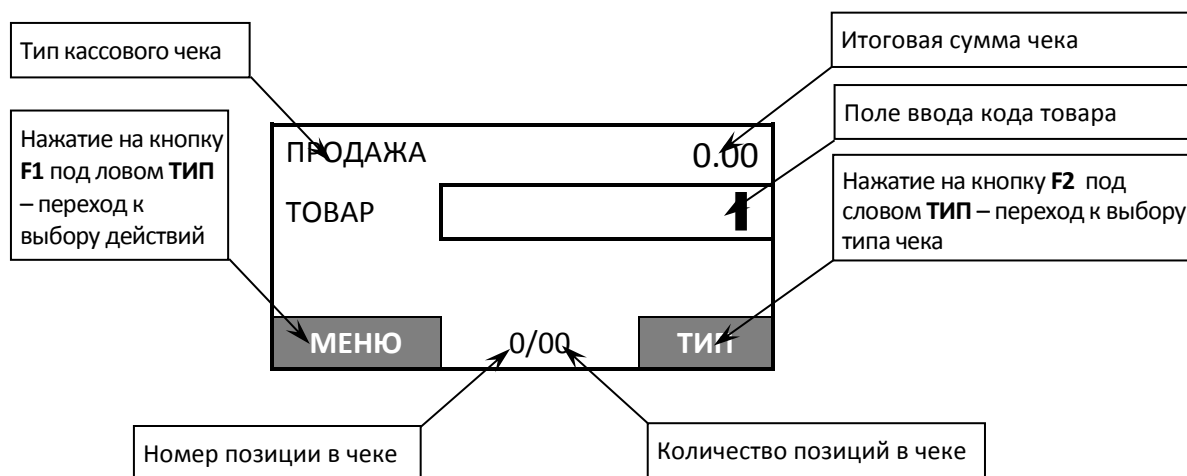 Тип кассового чека
Итоговая сумма чека
Поле ввода кода товара
Нажатие на кнопку
F1 под ловом ТИП
– переход к
выбору действий
ПРОДАЖА 0.00
ТОВАР
Нажатие на кнопку F2 под
словом ТИП – переход к выбору
типа чека
МЕНЮ 0/00 ТИП
Номер позиции в чеке
Количество позиций в чеке